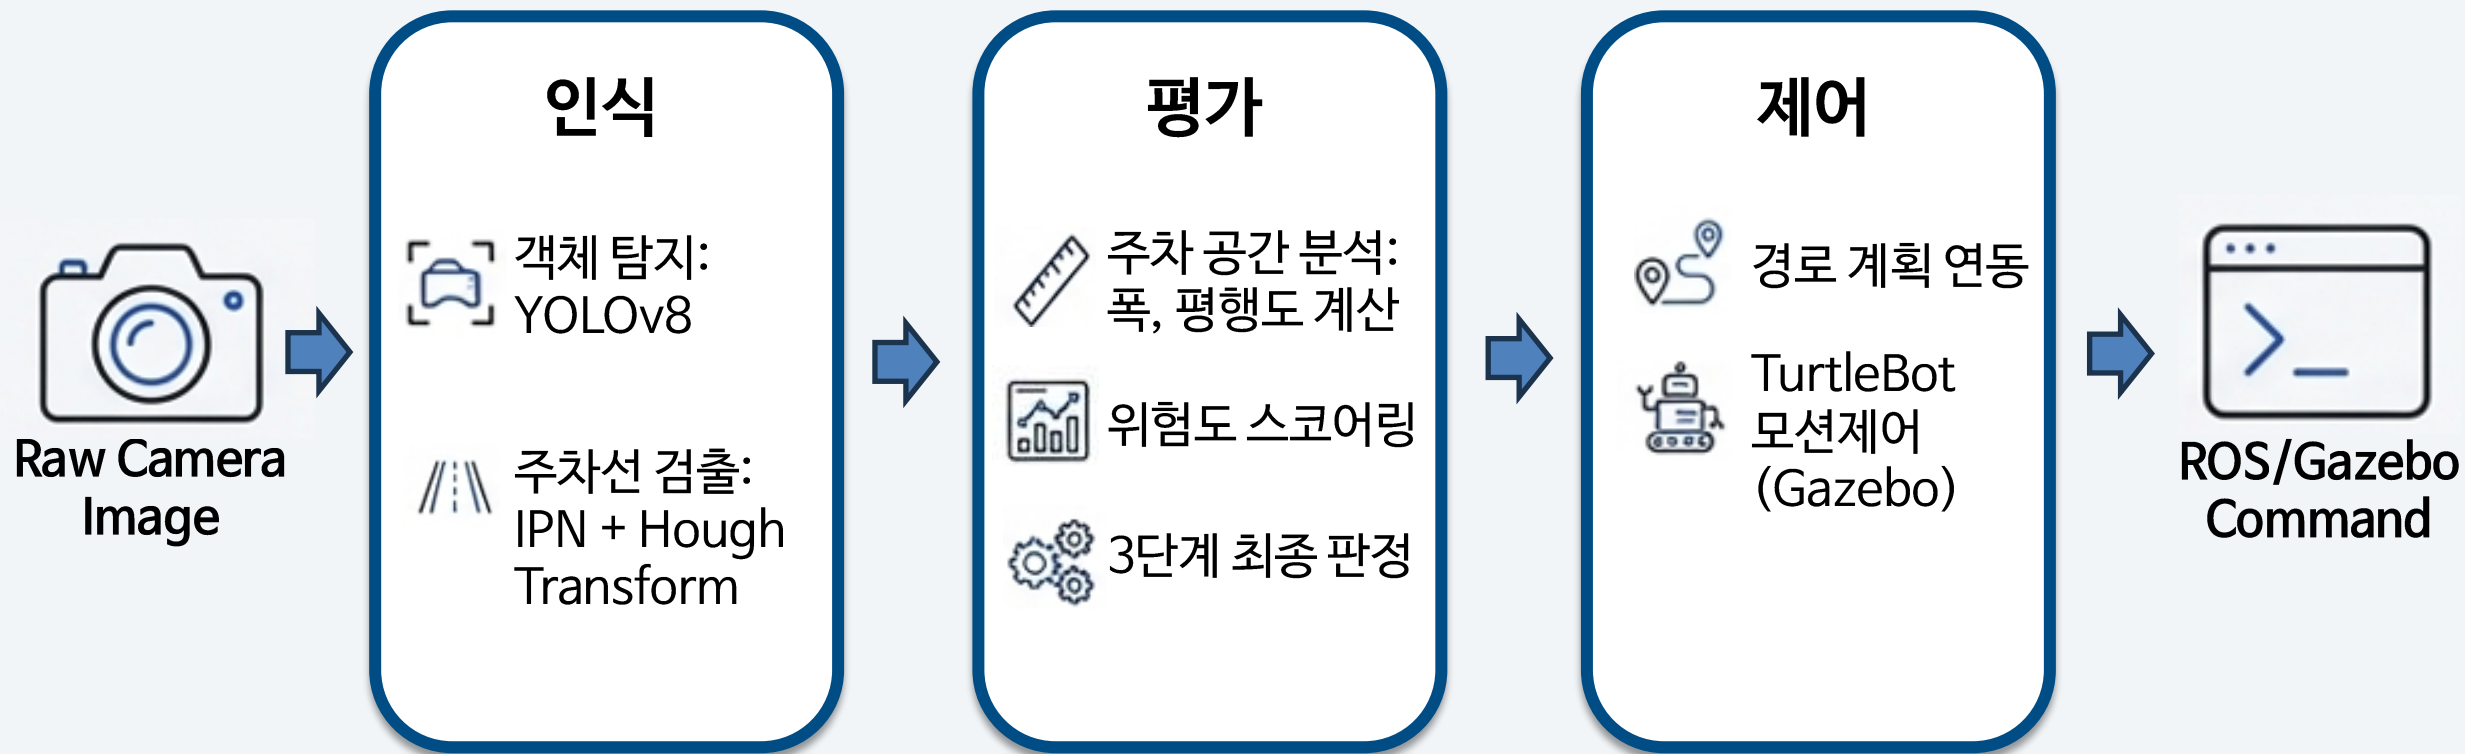 Raw Camera
Image
인식
객체 탐지:
YOLOv8
주차선 검출:
IPN + Hough
Transform
평가
주차 공간 분석:
폭, 평행도 계산
위험도 스코어링
3단계 최종 판정
제어
경로 계획 연동
TurtleBot
모션제어
(Gazebo)
ROS/Gazebo
Command